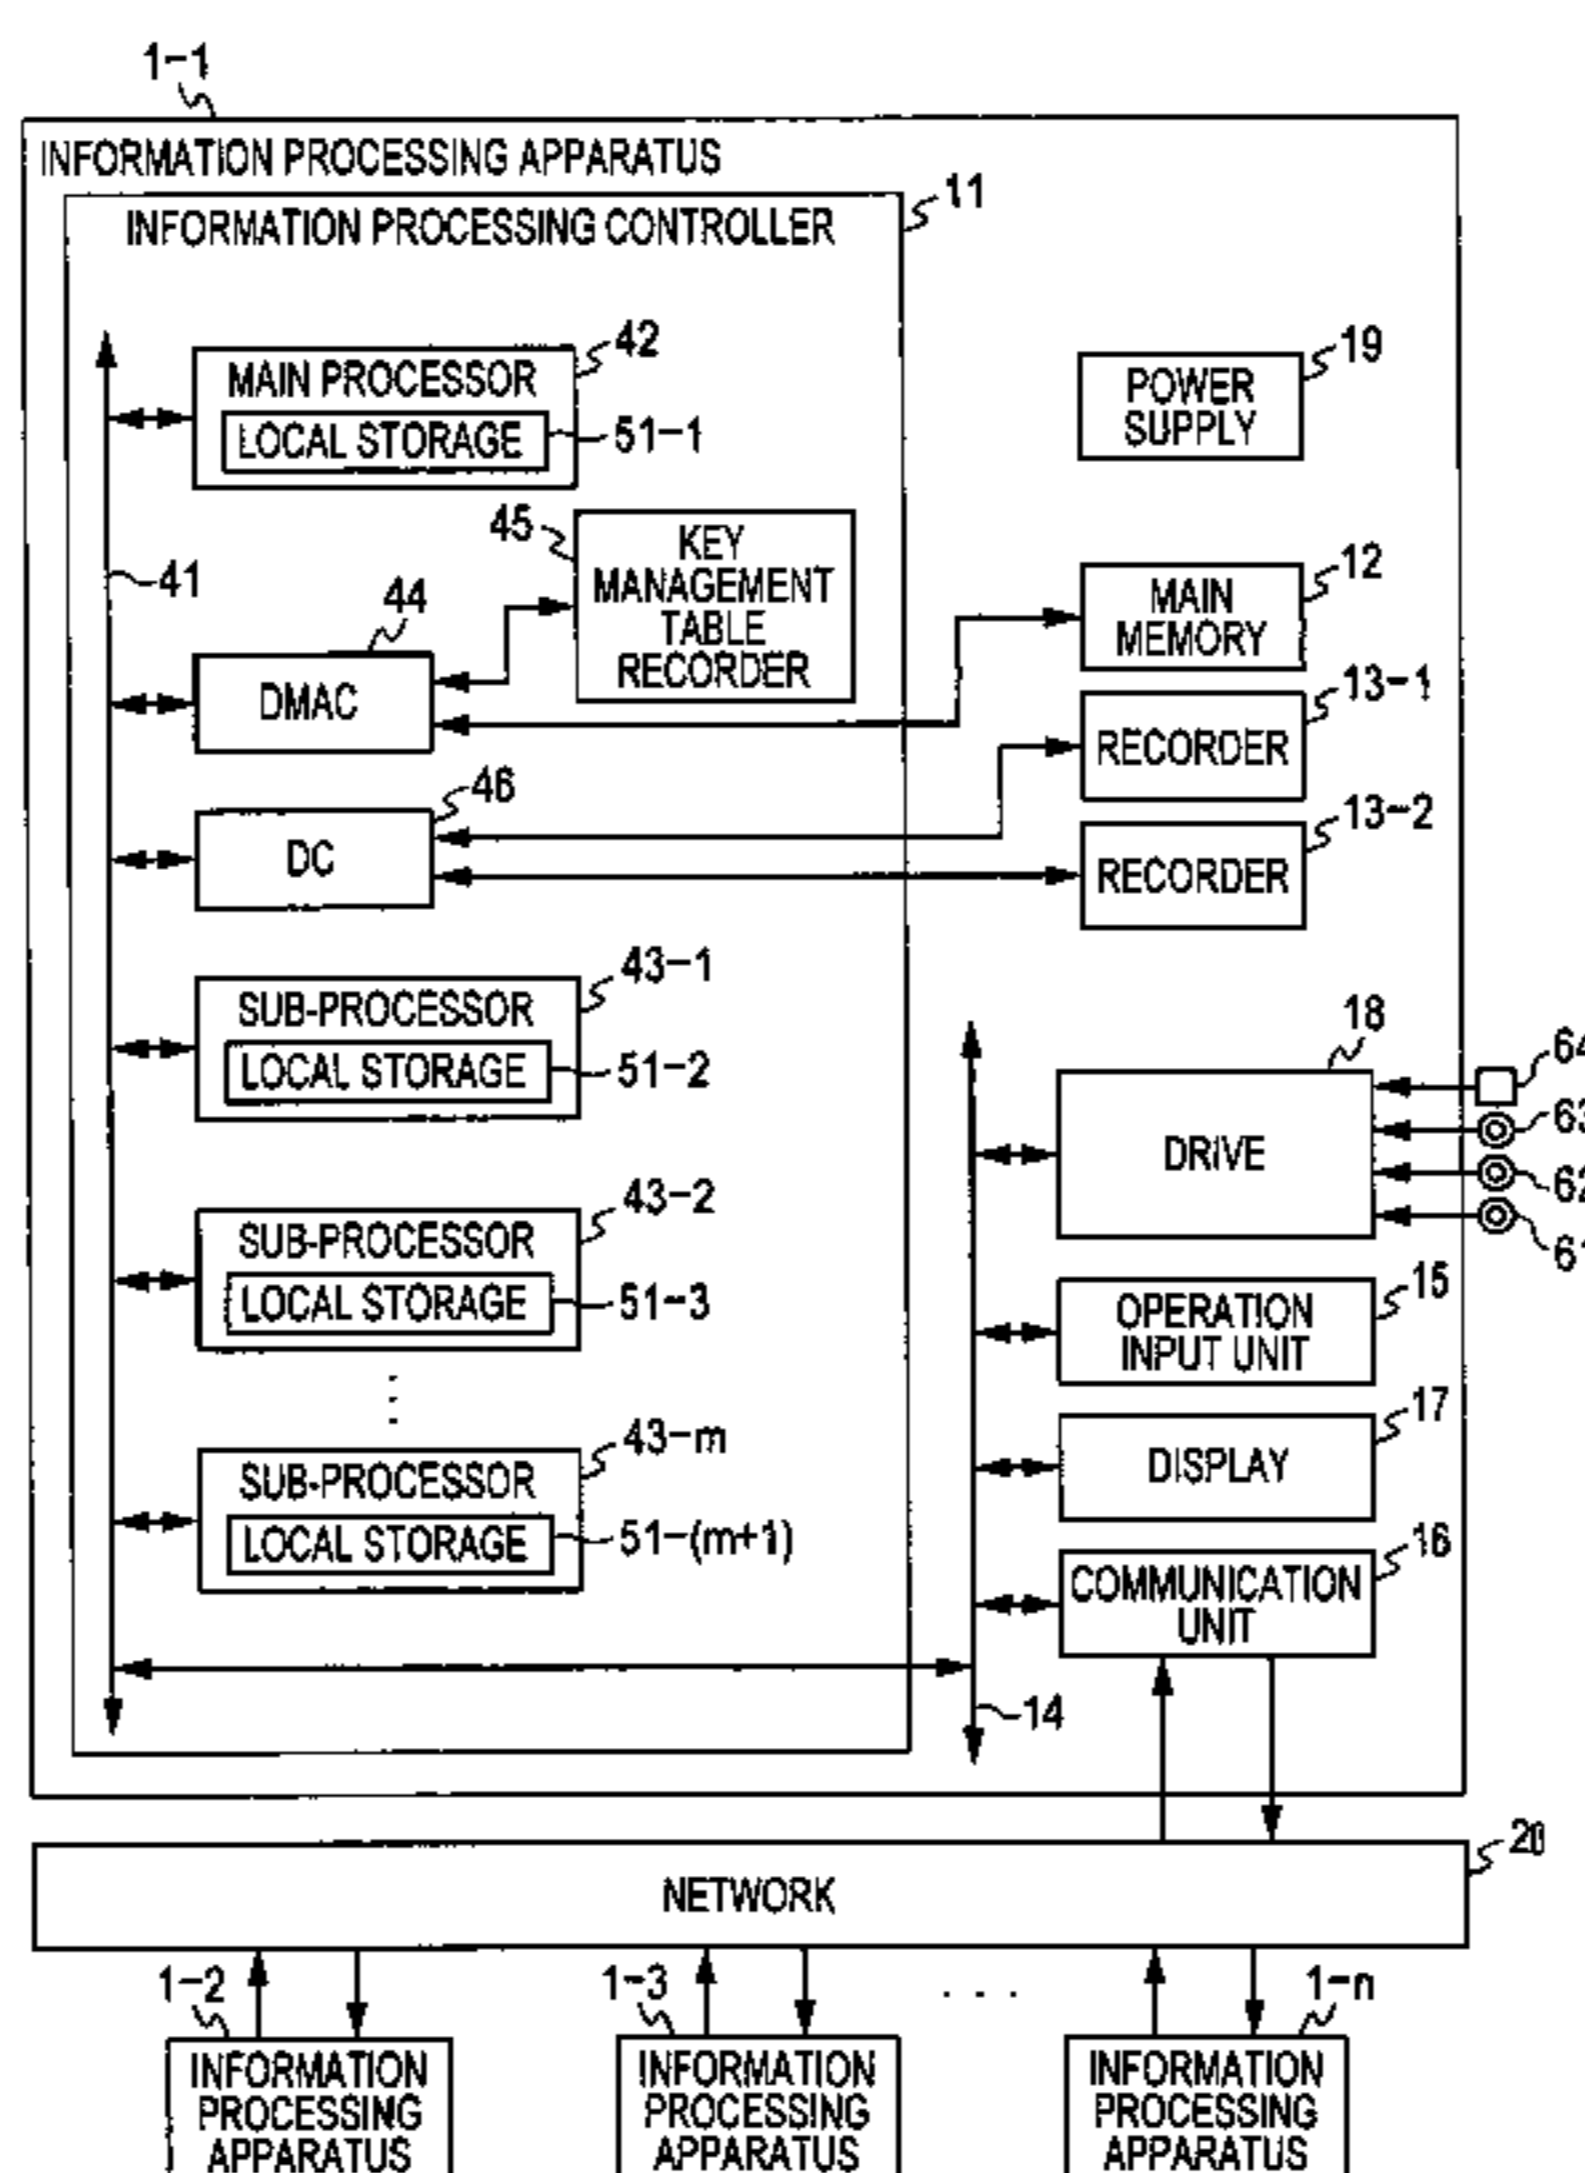 1-1
INFORMATION PROCESSING APPARATUS
11
INFORMATION PROCESSING CONTROLLER
42
MAIN PROCESSOR
LOCAL STORAGE
51-1
19
POWER
SUPPLY
45
KEY
MANAGEMENT
TABLE
RECORDER
41
44
DMAC
12
MAIN
MEMORY
13-1
RECORDER
46
DC
13-2
RECORDER
43-1
SUB-PROCESSOR
LOCAL STORAGE
51-2
18
DRIVE
64
63
62
61
43-2
SUB-PROCESSOR
LOCAL STORAGE
51-3
15
OPERATION
INPUT UNIT
17
DISPLAY
43-m
SUB-PROCESSOR
LOCAL STORAGE
51-(m+1)
16
COMMUNICATION
UNIT
14
20
NETWORK
1-2
INFORMATION
PROCESSING
APPARATUS
1-3
INFORMATION
PROCESSING
APPARATUS
. . .
1-n
INFORMATION
PROCESSING
APPARATUS